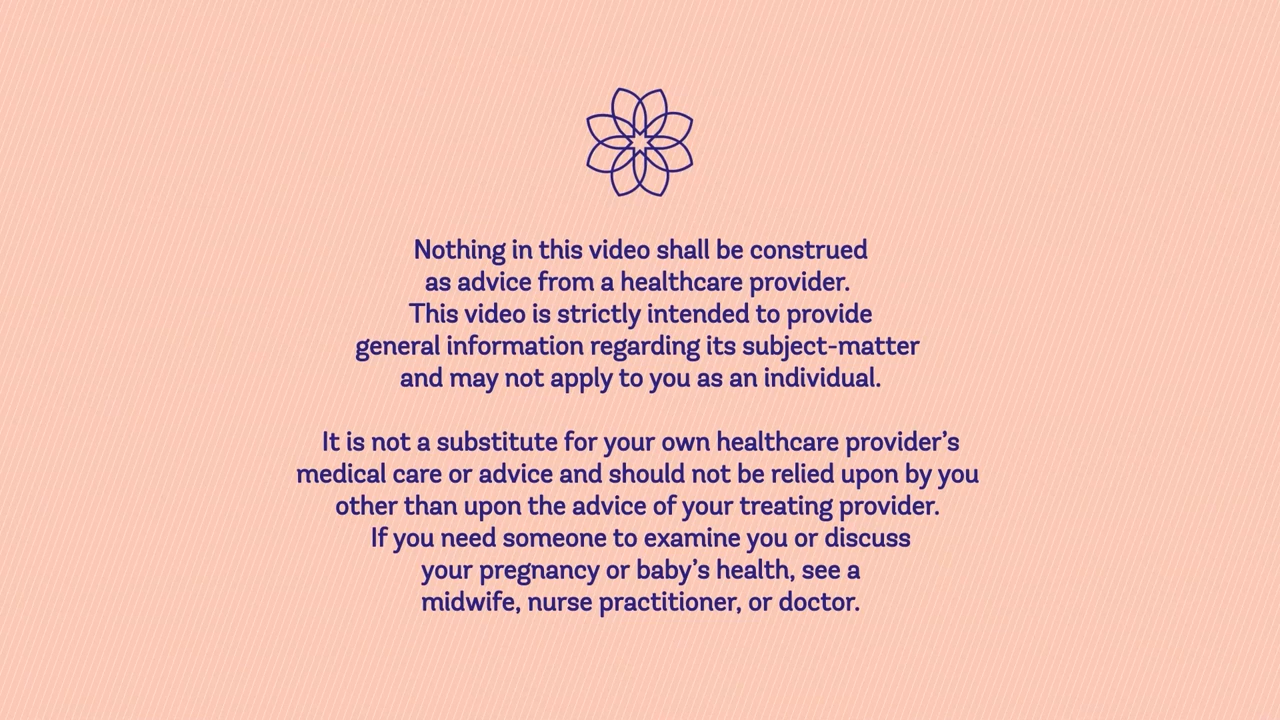 Nothing in this video shall be construed
as advice from a healthcare provider.
This video is strictly intended to provide
general information regarding its subject-matter
and may not apply to you as an individual.
It is not a substitute for your own healthcare provider’s
medical care or advice and should not be relied upon by you
other than upon the advice of your treating provider.
If you need someone to examine you or discuss
your pregnancy or baby’s health, see a
midwife, nurse practitioner, or doctor.